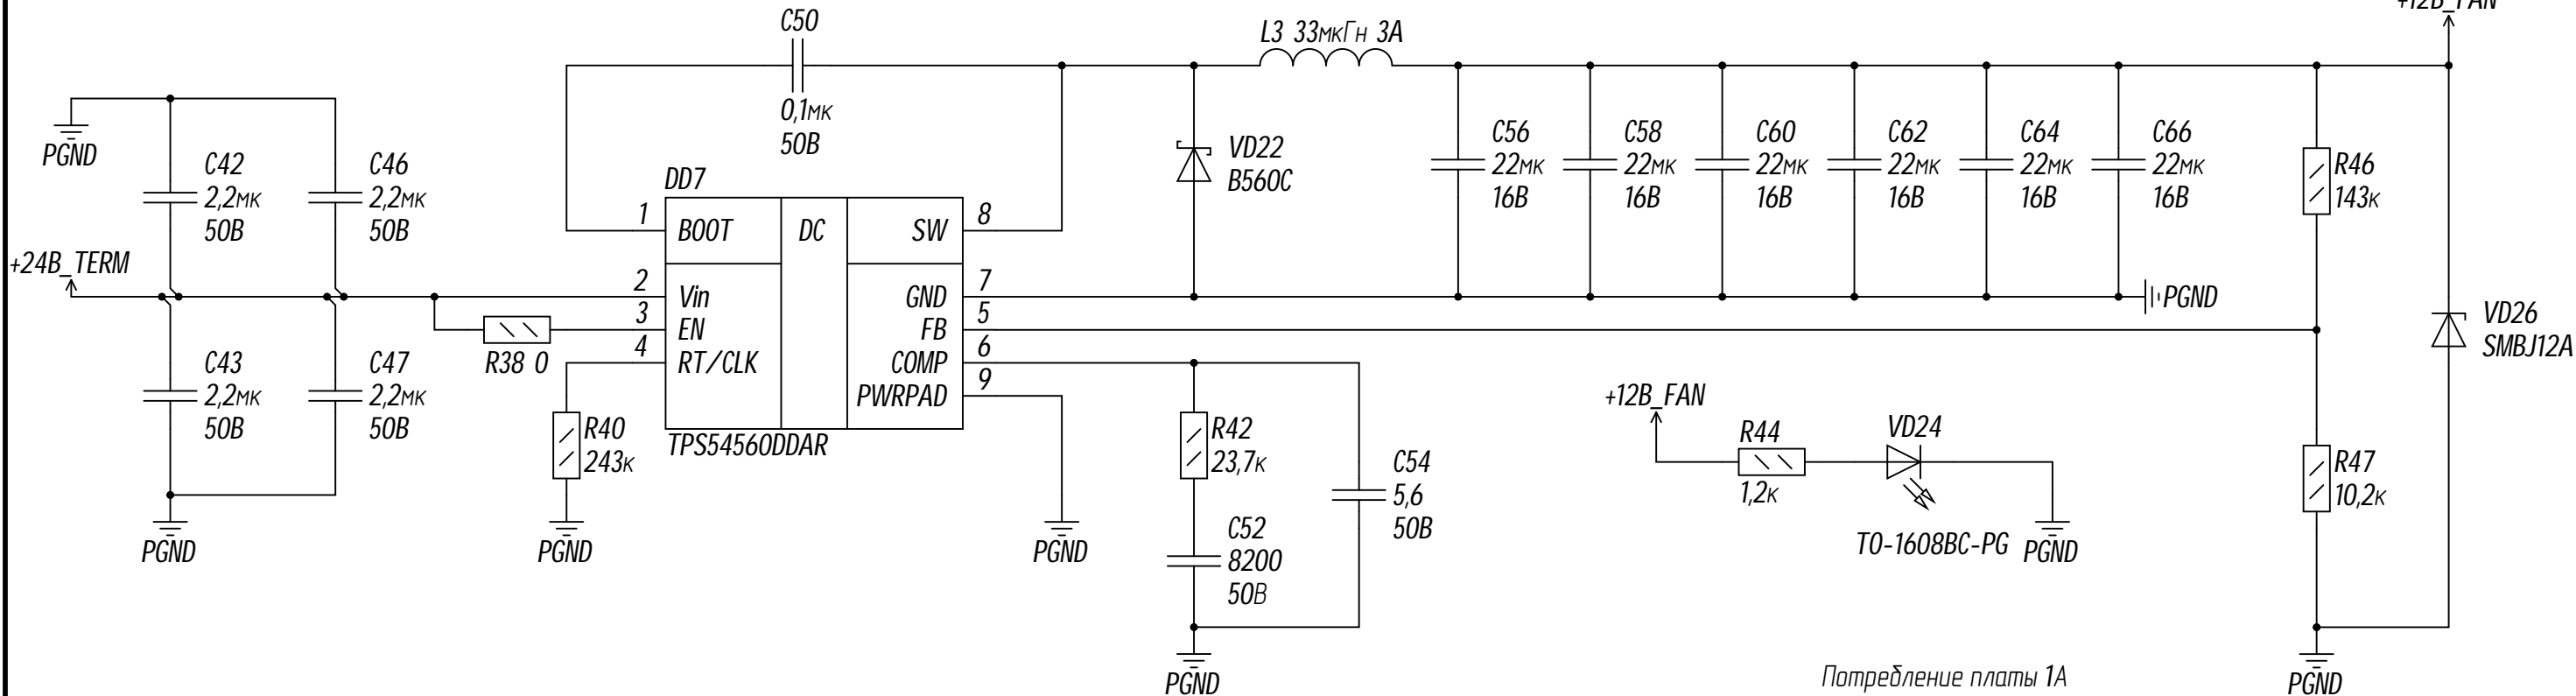 +12В_FAN
C50
0,1мк
50В
L3 33мкГн 3А
PGND
C42
2,2мк
50В
C46
2,2мк
50В
+24В_TERM
C43
2,2мк
50В
C47
2,2мк
50В
PGND
R38 0
R40
243к
PGND
DD7
1 BOOT DC SW 8
2 Vin GND 7
3 EN FB 5
4 RT/CLK COMP 6
PWRPAD 9
TPS54560DDAR
PGND
VD22
B560C
C56
22мк
16В
C58
22мк
16В
C60
22мк
16В
C62
22мк
16В
C64
22мк
16В
C66
22мк
16В
PGND
R46
143к
VD26
SMBJ12A
R42
23,7к
C52
8200
50В
C54
5,6
50В
PGND
+12В_FAN
R44
1,2к
VD24
TO-1608BC-PG
PGND
R47
10,2к
PGND
Потребление платы 1А